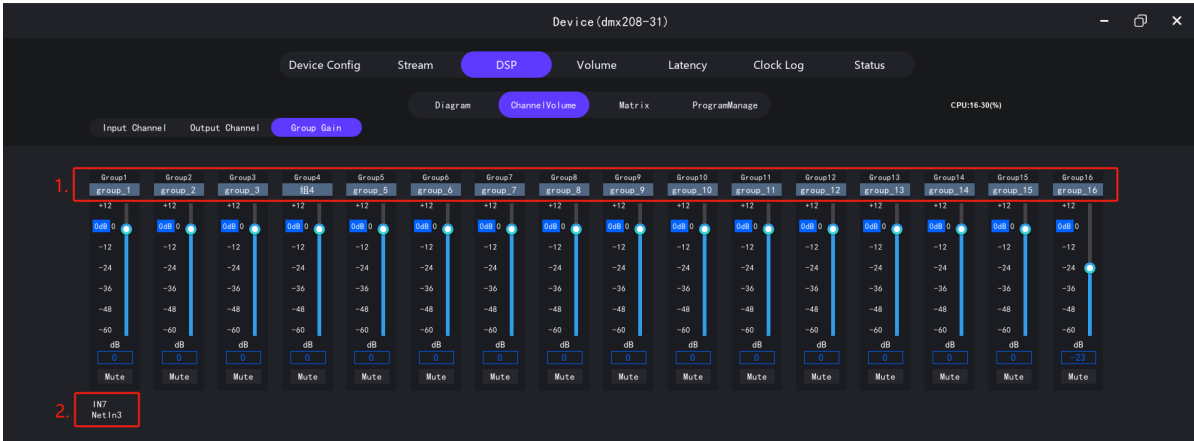 Device(dmx208-31)
Device Config Stream DSP Volume Latency Clock Log Status
Diagram ChannelVolume Matrix ProgramManage CPU:16-30(%)
Input Channel Output Channel Group Gain
1.
Group1 Group2 Group3 Group4 Group5 Group6 Group7 Group8 Group9 Group10 Group11 Group12 Group13 Group14 Group15 Group16
group_1 group_2 group_3 组4 group_5 group_6 group_7 group_8 group_9 group_10 group_11 group_12 group_13 group_14 group_15 group_16
+12 +12 +12 +12 +12 +12 +12 +12 +12 +12 +12 +12 +12 +12 +12 +12
0dB 0 0dB 0 0dB 0 0dB 0 0dB 0 0dB 0 0dB 0 0dB 0 0dB 0 0dB 0 0dB 0 0dB 0 0dB 0 0dB 0 0dB 0 0dB 0
-12 -12 -12 -12 -12 -12 -12 -12 -12 -12 -12 -12 -12 -12 -12 -12
-24 -24 -24 -24 -24 -24 -24 -24 -24 -24 -24 -24 -24 -24 -24 -24
-36 -36 -36 -36 -36 -36 -36 -36 -36 -36 -36 -36 -36 -36 -36 -36
-48 -48 -48 -48 -48 -48 -48 -48 -48 -48 -48 -48 -48 -48 -48 -48
-60 -60 -60 -60 -60 -60 -60 -60 -60 -60 -60 -60 -60 -60 -60 -60
dB dB dB dB dB dB dB dB dB dB dB dB dB dB dB dB
0 0 0 0 0 0 0 0 0 0 0 0 0 0 0 -23
Mute Mute Mute Mute Mute Mute Mute Mute Mute Mute Mute Mute Mute Mute Mute Mute
2.
IN7
NetIn3